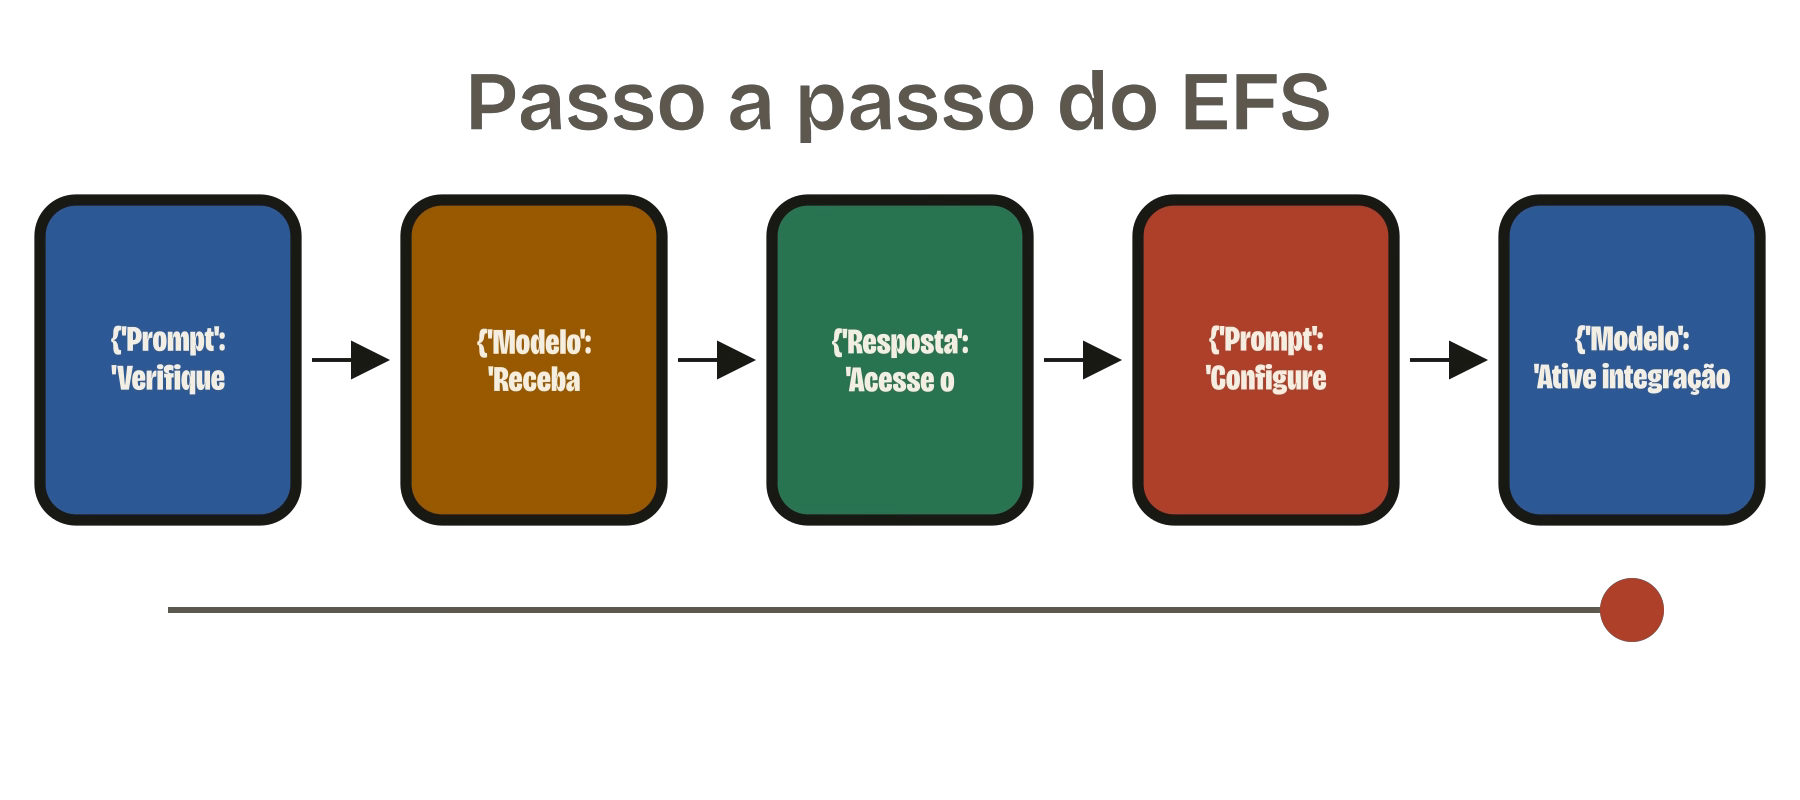 Passo a passo do EFS
{'Prompt':
'Verifique
{'Modelo':
'Receba
{'Resposta':
'Acesse o
{'Prompt':
'Configure
{'Modelo':
'Ative integração